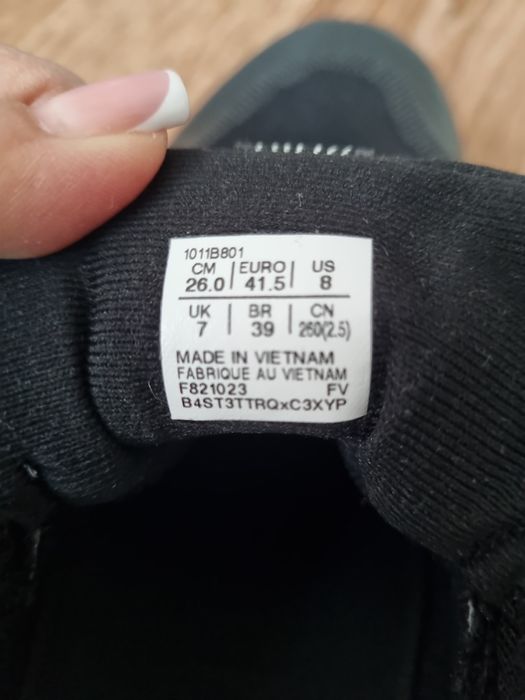 1011B801
CM | EURO | US
26.0 | 41.5 | 8
UK | BR | CN
7 | 39 | 260(2.5)
MADE IN VIETNAM
FABRIQUE AU VIETNAM
F821023 FV
B4ST3TTRQxC3XYP